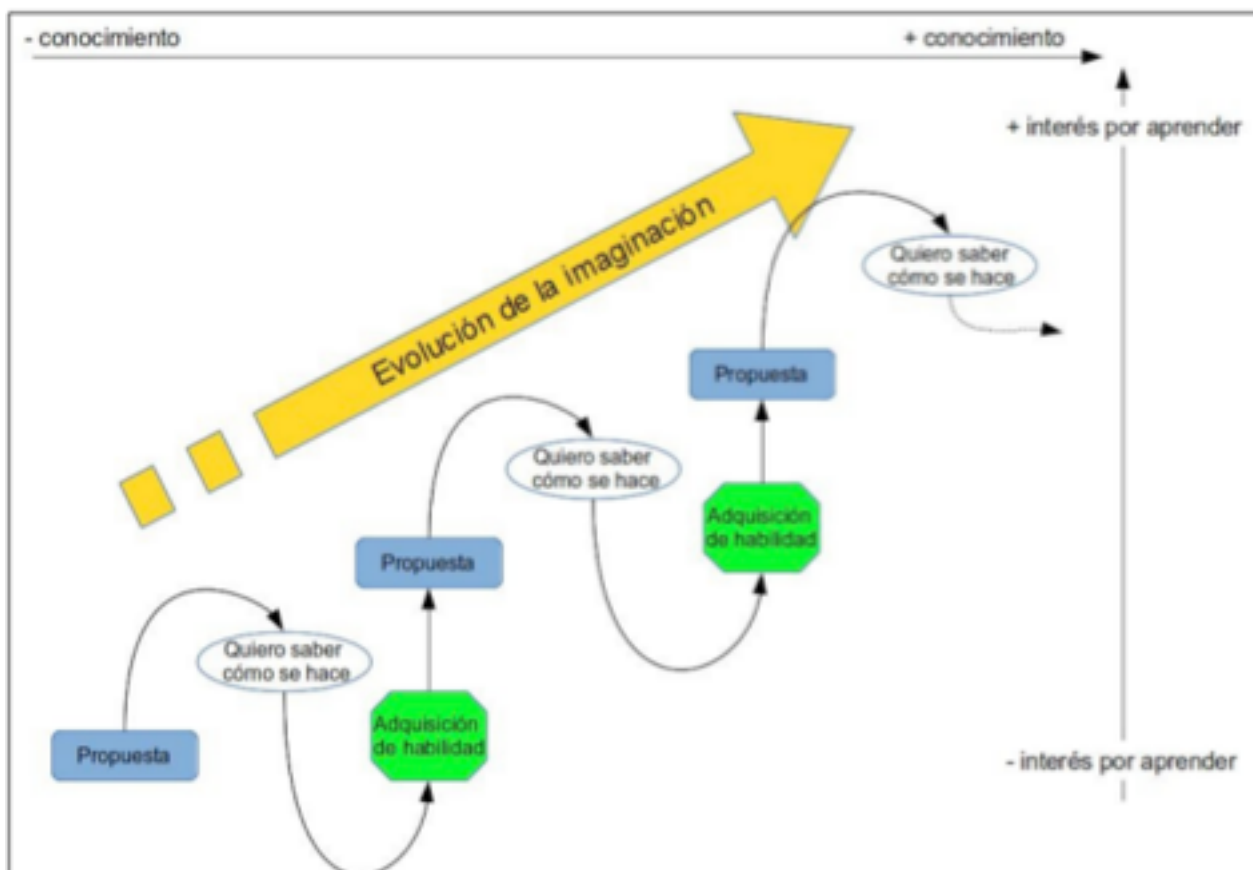 - conocimiento
+ conocimiento
+ interés por aprender
Evolución de la imaginación
Quiero saber
cómo se hace
Propuesta
Quiero saber
cómo se hace
Adquisición
de habilidad
Propuesta
Quiero saber
cómo se hace
Adquisición
de habilidad
Propuesta
- interés por aprender